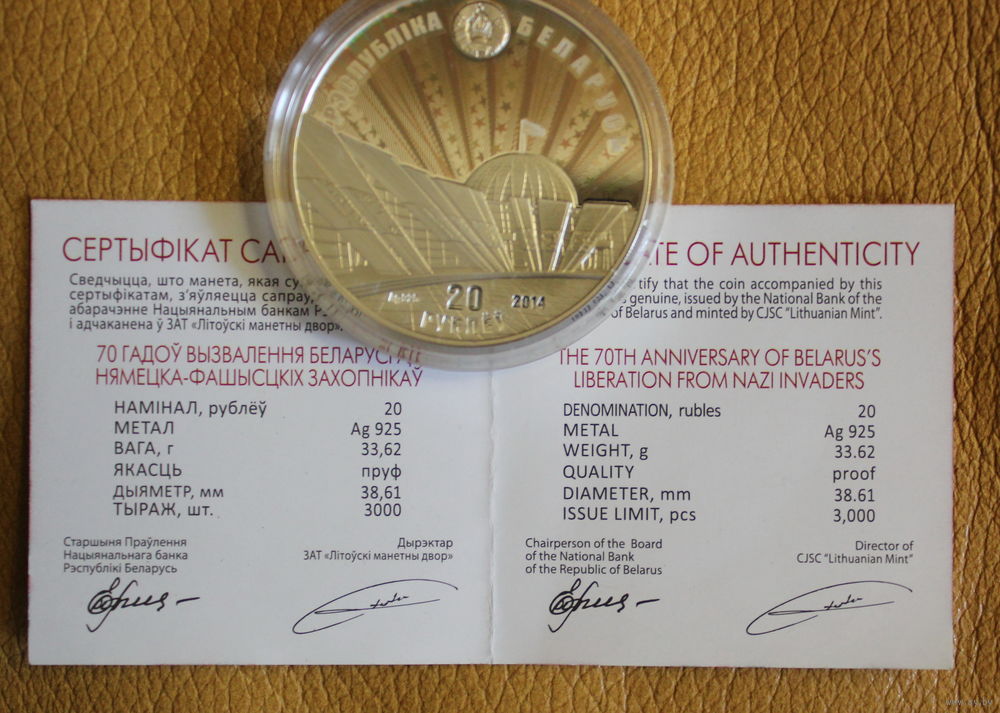 РЭСПУБЛІКА БЕЛАРУСЬ
20 2014
РУБЛЁЎ
СЕРТЫФІКАТ
Сведчыцца, што манета, якая
сертыфікатам, з'яўляецца
абарачэнне Нацыянальным банкам
і адчаканена ў ЗАТ «Літоўскі манетны двор».
70 ГАДОЎ ВЫЗВАЛЕННЯ БЕЛАРУСІ АД
НЯМЕЦКА-ФАШЫСЦКІХ ЗАХОПНІКАЎ
НАМІНАЛ, рублёў 20
МЕТАЛ Ag 925
ВАГА, г 33,62
ЯКАСЦЬ пруф
ДЫЯМЕТР, мм 38,61
ТЫРАЖ, шт. 3000
Старшыня Праўлення
Нацыянальнага банка
Рэспублікі Беларусь
Дырэктар
ЗАТ «Літоўскі манетны двор»
OF AUTHENTICITY
tify that the coin accompanied by this
genuine, issued by the National Bank of the
of Belarus and minted by CJSC "Lithuanian Mint".
THE 70TH ANNIVERSARY OF BELARUS'S
LIBERATION FROM NAZI INVADERS
DENOMINATION, rubles 20
METAL Ag 925
WEIGHT, g 33.62
QUALITY proof
DIAMETER, mm 38.61
ISSUE LIMIT, pcs 3,000
Chairperson of the Board
of the National Bank
of the Republic of Belarus
Director of
CJSC "Lithuanian Mint"